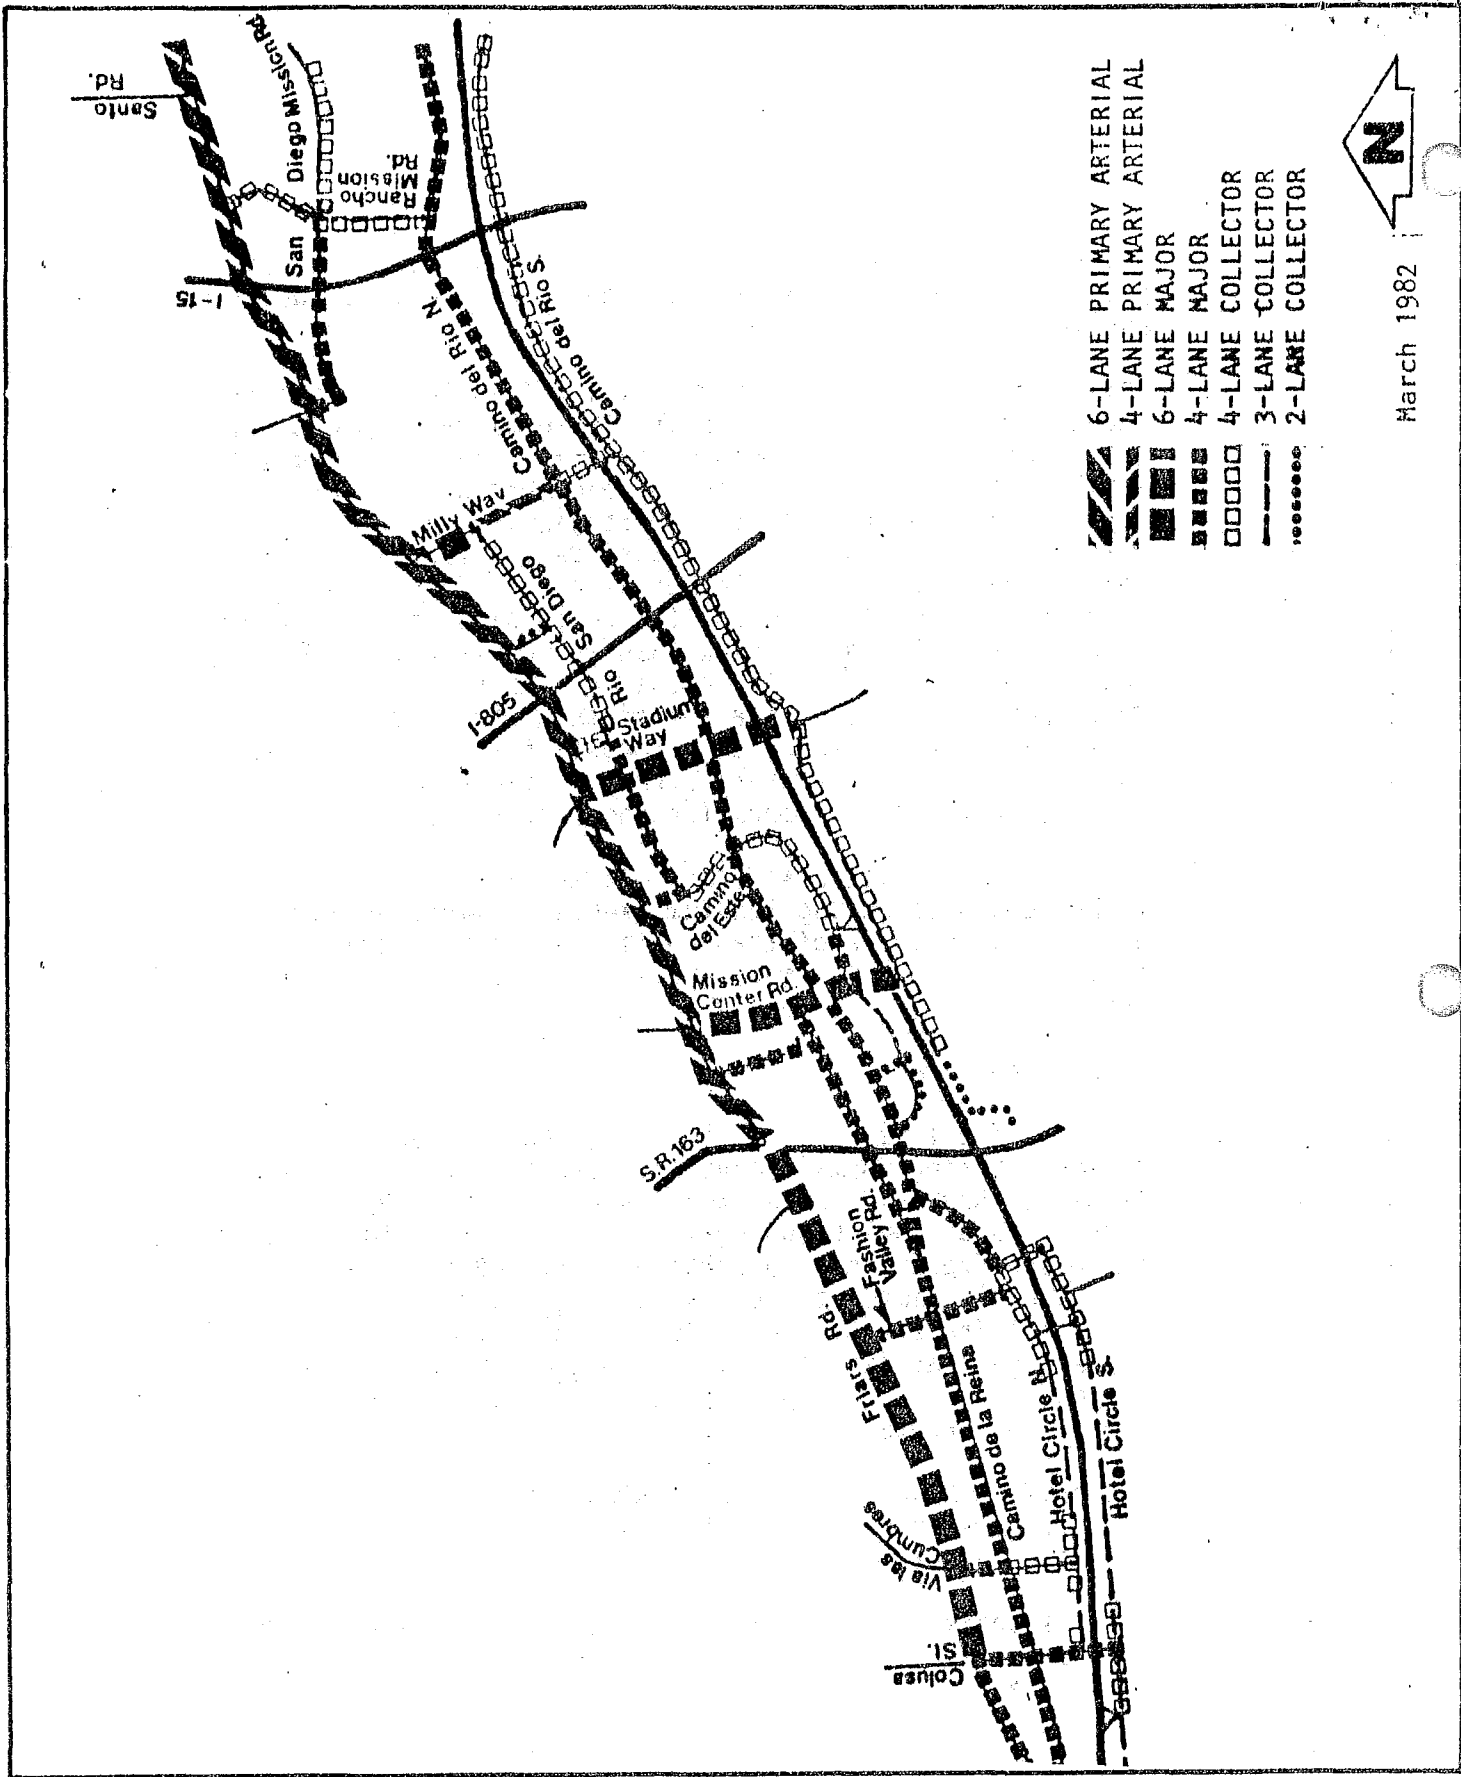 Santo
Rd.
San Diego Mission Rd
Rancho
Mission
Rd.
I-15
Camino del Rio N.
Camino del Rio S.
Milly Way
Rio San Diego
I-805
Stadium
Way
Camino
del Este
Mission
Center Rd.
S.R.163
Fashion
Valley Rd.
Friars Rd.
Camino de la Reina
Hotel Circle N.
Hotel Circle S.
Via las
Cumbres
Colusa
St.
6-LANE PRIMARY ARTERIAL
4-LANE PRIMARY ARTERIAL
6-LANE MAJOR
4-LANE MAJOR
4-LANE COLLECTOR
3-LANE COLLECTOR
2-LANE COLLECTOR
N
March 1982